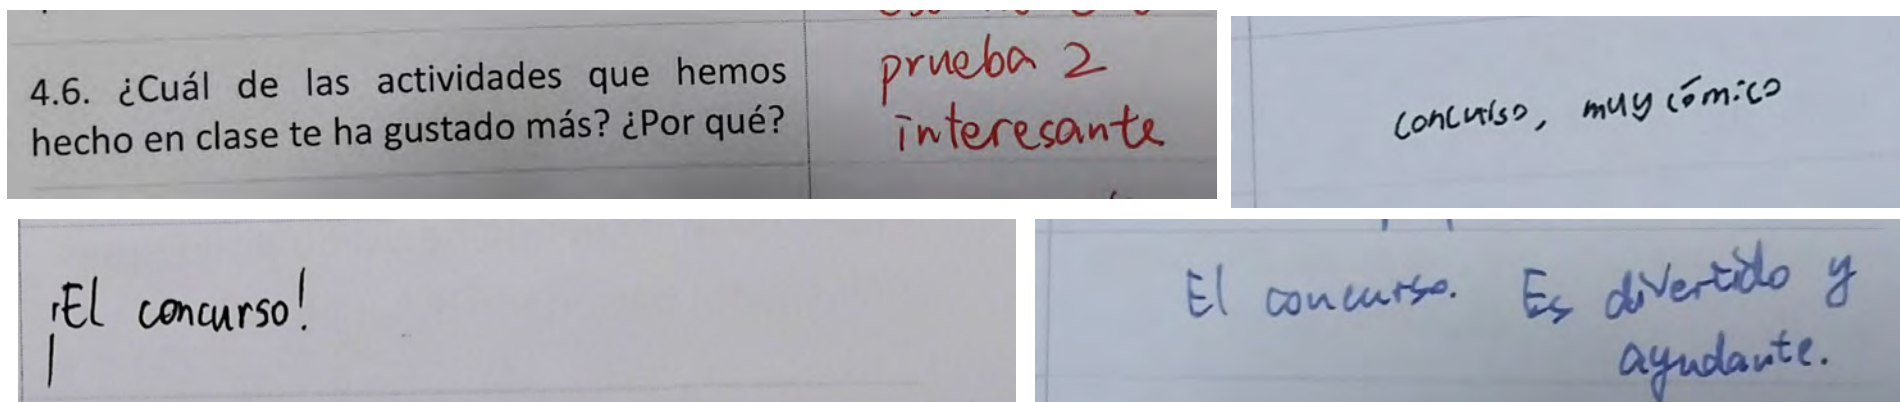 4.6. ¿Cuál de las actividades que hemos
hecho en clase te ha gustado más? ¿Por qué?
prueba 2
interesante
concurso, muy cómico
¡El concurso!
El concurso. Es divertido y
ayudante.